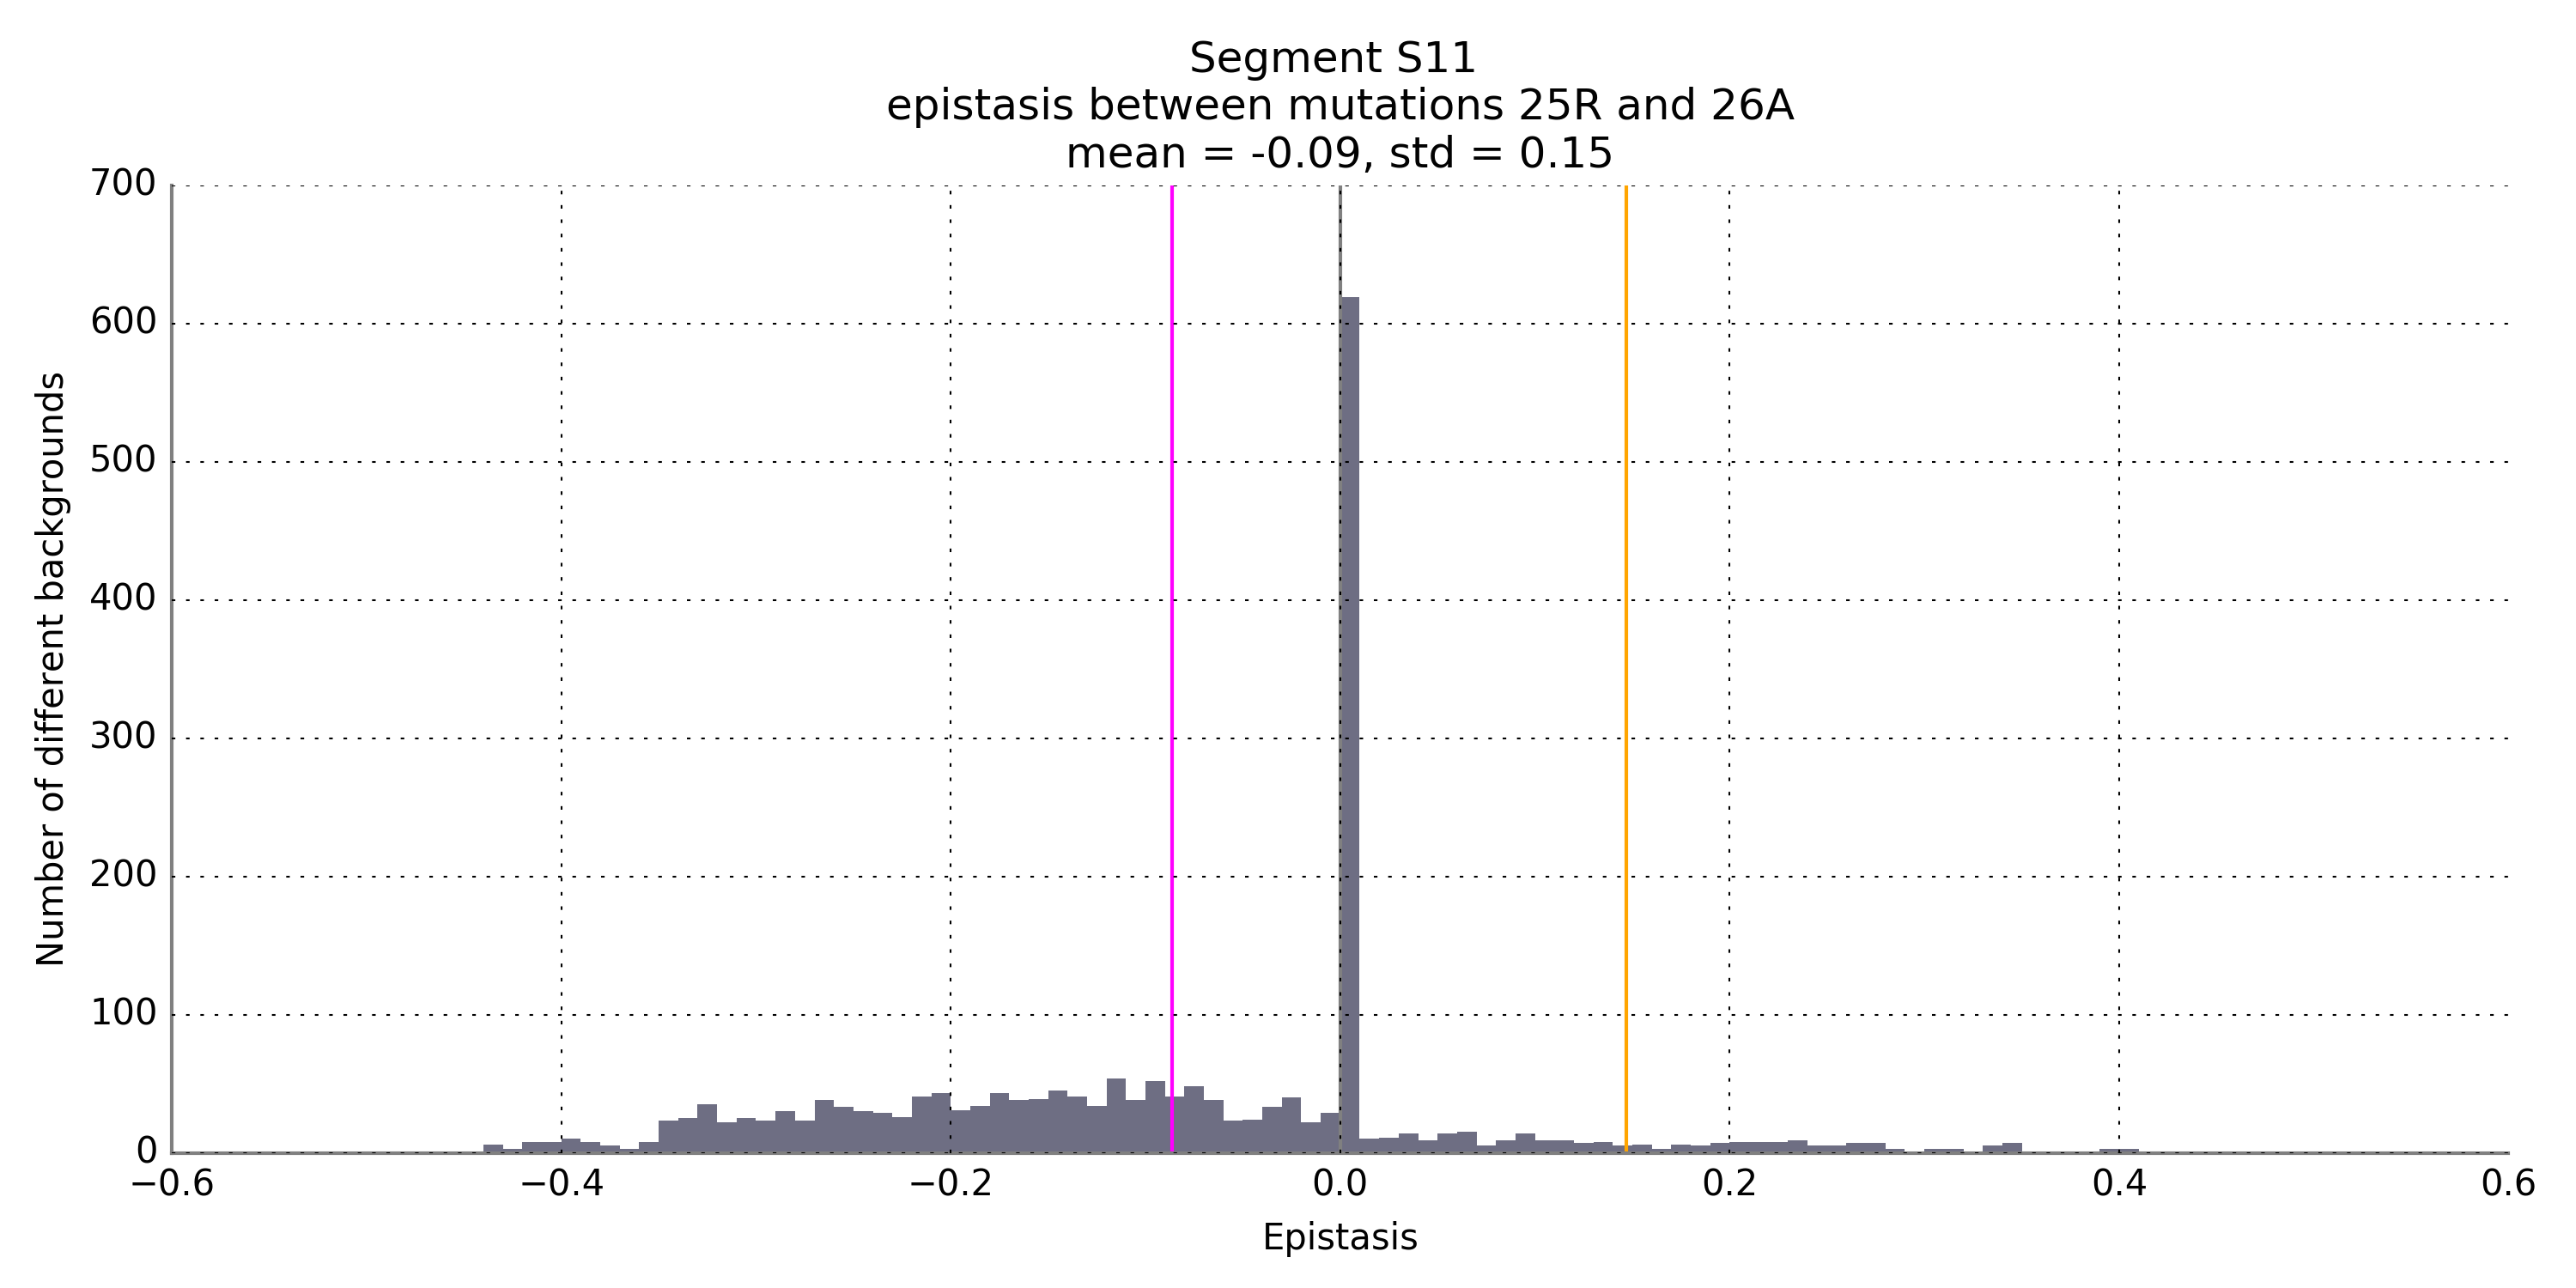 Segment S11
epistasis between mutations 25R and 26A
mean = -0.09, std = 0.15
700
600
500
400
300
200
100
0
Number of different backgrounds
−0.6 −0.4 −0.2 0.0 0.2 0.4 0.6
Epistasis